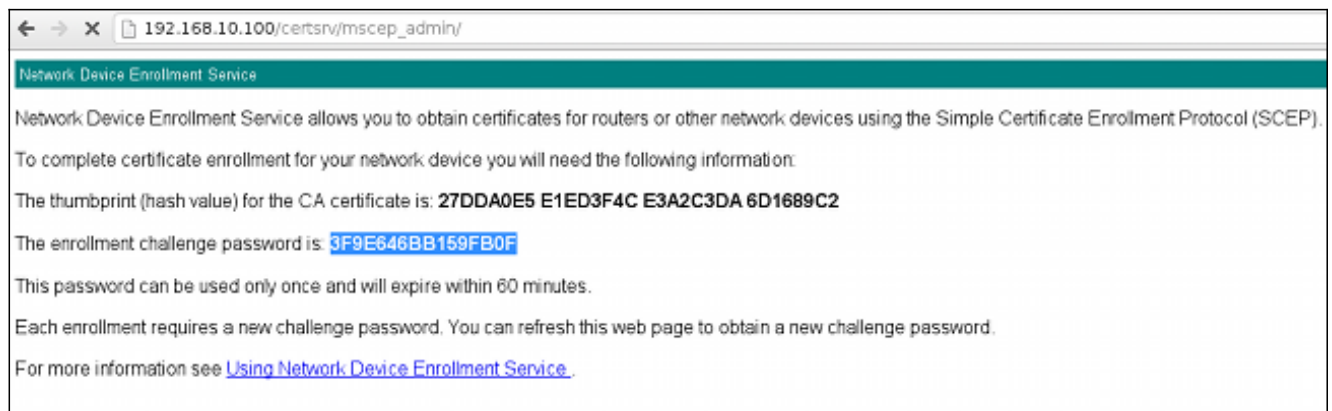 192.168.10.100/certsrv/mscep_admin/
Network Device Enrollment Service
Network Device Enrollment Service allows you to obtain certificates for routers or other network devices using the Simple Certificate Enrollment Protocol (SCEP).
To complete certificate enrollment for your network device you will need the following information:
The thumbprint (hash value) for the CA certificate is: 27DDA0E5 E1ED3F4C E3A2C3DA 6D1689C2
The enrollment challenge password is: 3F9E646BB159FB0F
This password can be used only once and will expire within 60 minutes.
Each enrollment requires a new challenge password. You can refresh this web page to obtain a new challenge password.
For more information see Using Network Device Enrollment Service .